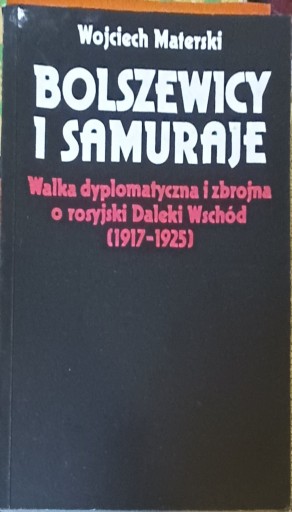 Wojciech Materski
BOLSZEWICY
I SAMURAJE
Walka dyplomatyczna i zbrojna
o rosyjski Daleki Wschód
(1917-1925)